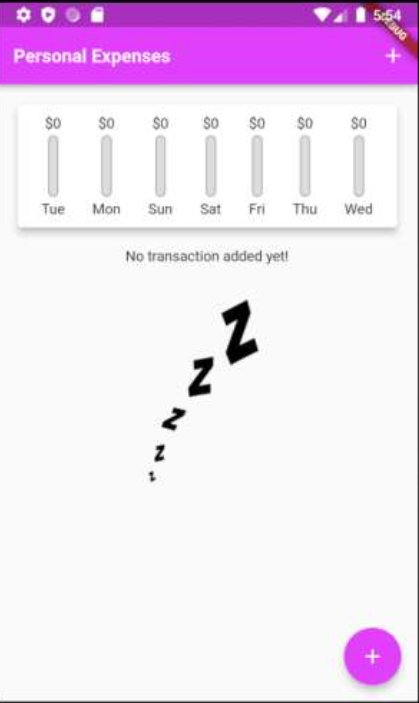 5:54
DEBUG
Personal Expenses
$0 $0 $0 $0 $0 $0 $0
Tue Mon Sun Sat Fri Thu Wed
No transaction added yet!
Z
Z
Z
Z
Z